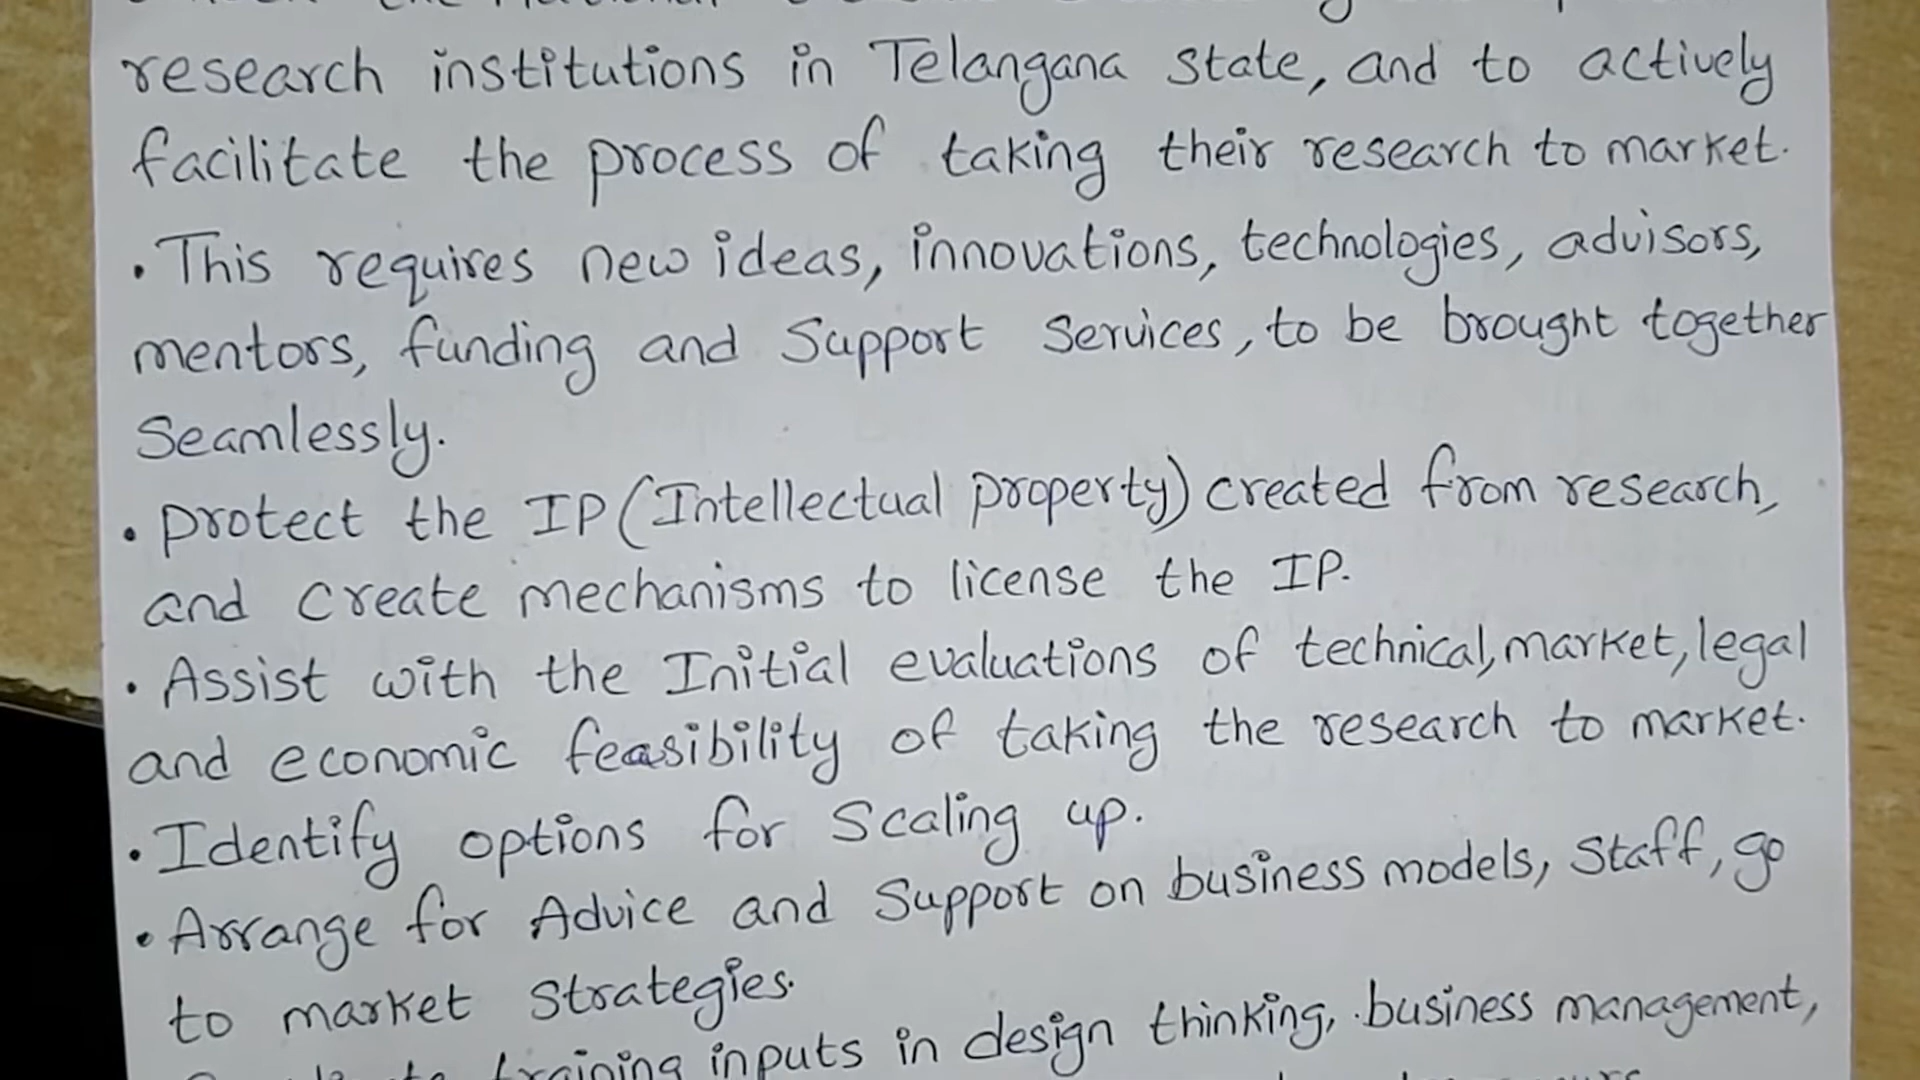 research institutions in Telangana State, and to actively
facilitate the process of taking their research to market.
• This requires new ideas, innovations, technologies, advisors,
mentors, funding and Support Services, to be brought together
Seamlessly.
• protect the IP (Intellectual property) created from research,
and create mechanisms to license the IP.
• Assist with the Initial evaluations of technical, market, legal
and economic feasibility of taking the research to market.
• Identify options for Scaling up.
• Arrange for Advice and Support on business models, Staff, go
to market Strategies.
training inputs in design thinking, business management,